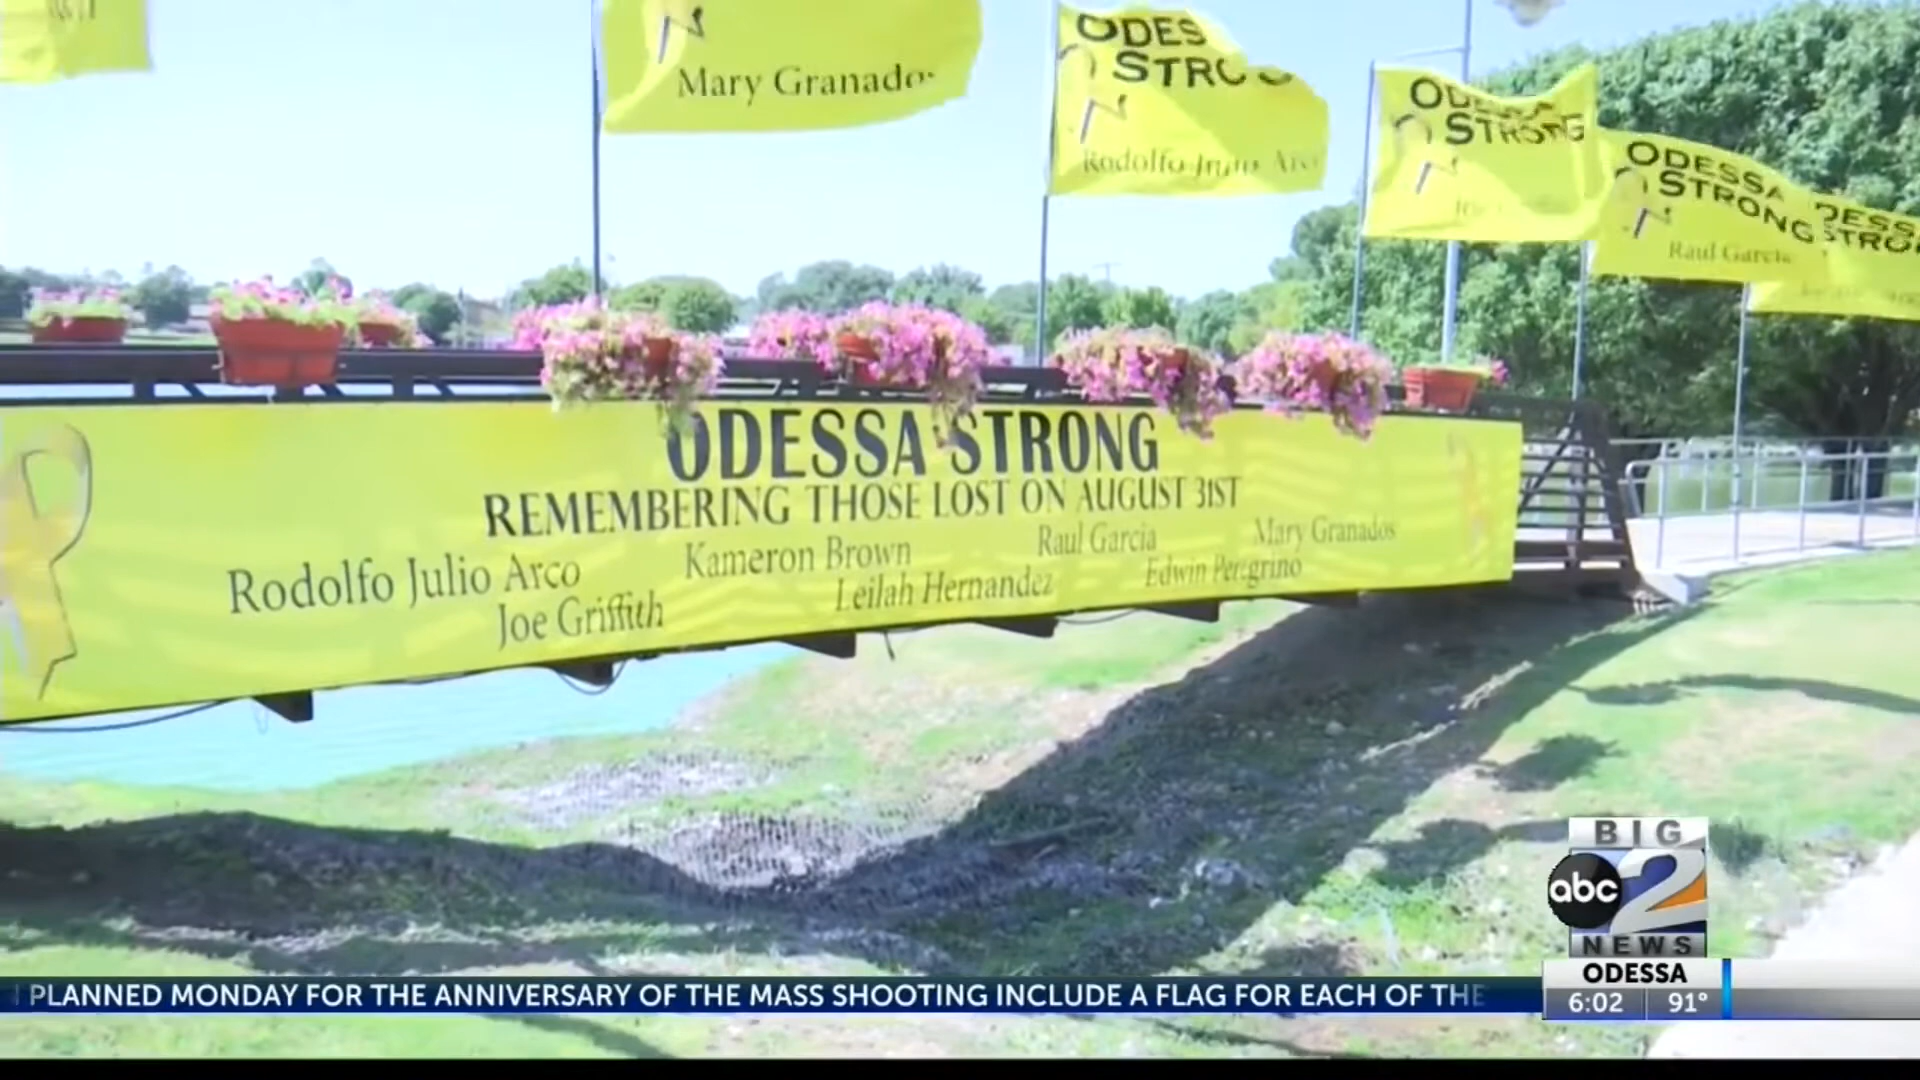 Mary Granados
ODES
STRO
Rodolfo Julio Arco
ODESSA
STRONG
ODESSA
STRONG
Raul Garcia
DESSA
STRON
ODESSA STRONG
REMEMBERING THOSE LOST ON AUGUST 31ST
Rodolfo Julio Arco Kameron Brown Raul Garcia Mary Granados
Joe Griffith Leilah Hernandez Edwin Peregrino
BIG
abc 2
NEWS
ODESSA
6:02 91°
PLANNED MONDAY FOR THE ANNIVERSARY OF THE MASS SHOOTING INCLUDE A FLAG FOR EACH OF THE